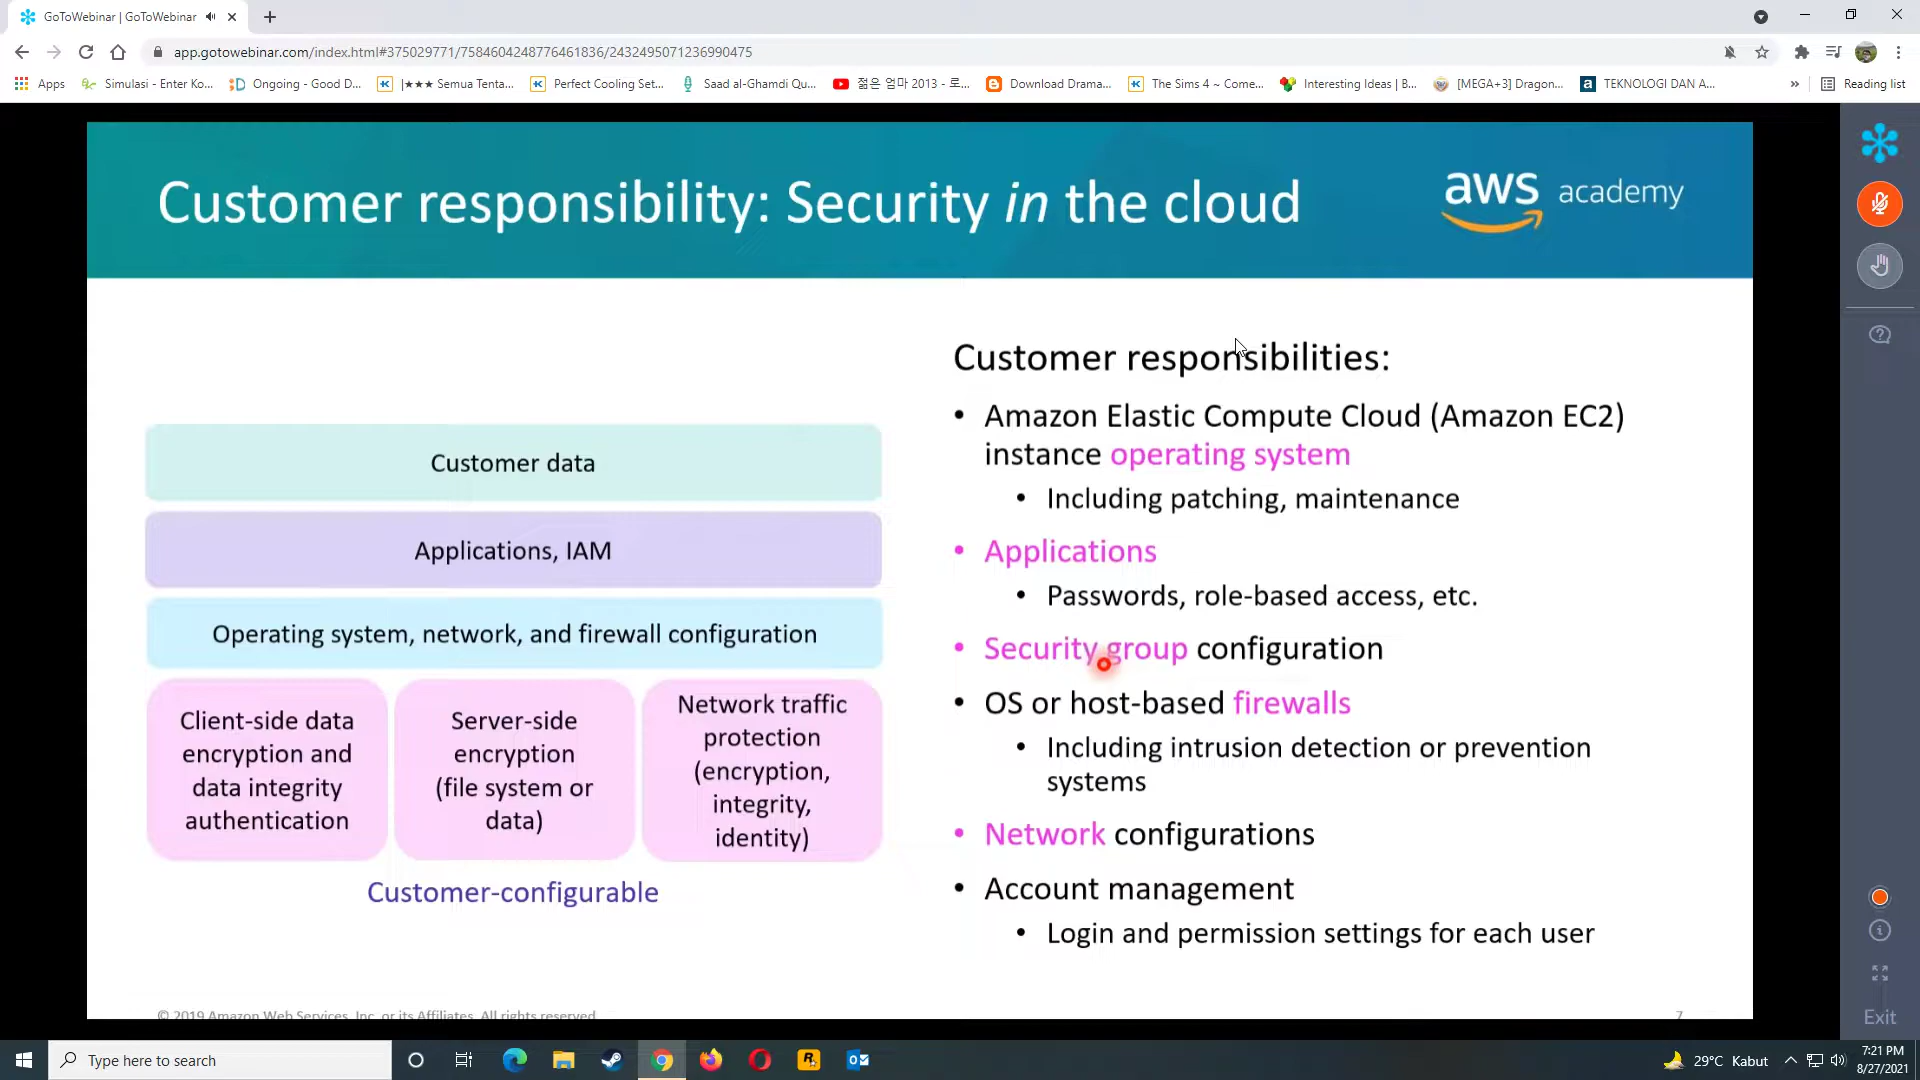 GoToWebinar | GoToWebinar
app.gotowebinar.com/index.html#375029771/7584604248776461836/2432495071236990475
Apps
Simulasi - Enter Ko...
Ongoing - Good D...
|★★★ Semua Tenta...
Perfect Cooling Set...
Saad al-Ghamdi Qu...
젊은 엄마 2013 - 로...
Download Drama...
The Sims 4 ~ Come...
Interesting Ideas | B...
[MEGA+3] Dragon...
TEKNOLOGI DAN A...
»
Reading list
Customer responsibility: Security in the cloud
aws academy
Customer data
Applications, IAM
Operating system, network, and firewall configuration
Client-side data
encryption and
data integrity
authentication
Server-side
encryption
(file system or
data)
Network traffic
protection
(encryption,
integrity,
identity)
Customer-configurable
Customer responsibilities:
• Amazon Elastic Compute Cloud (Amazon EC2)
instance operating system
• Including patching, maintenance
• Applications
• Passwords, role-based access, etc.
• Security group configuration
• OS or host-based firewalls
• Including intrusion detection or prevention
systems
• Network configurations
• Account management
• Login and permission settings for each user
© 2019 Amazon Web Services, Inc. or its Affiliates. All rights reserved.
7
Exit
Type here to search
29°C Kabut
7:21 PM
8/27/2021